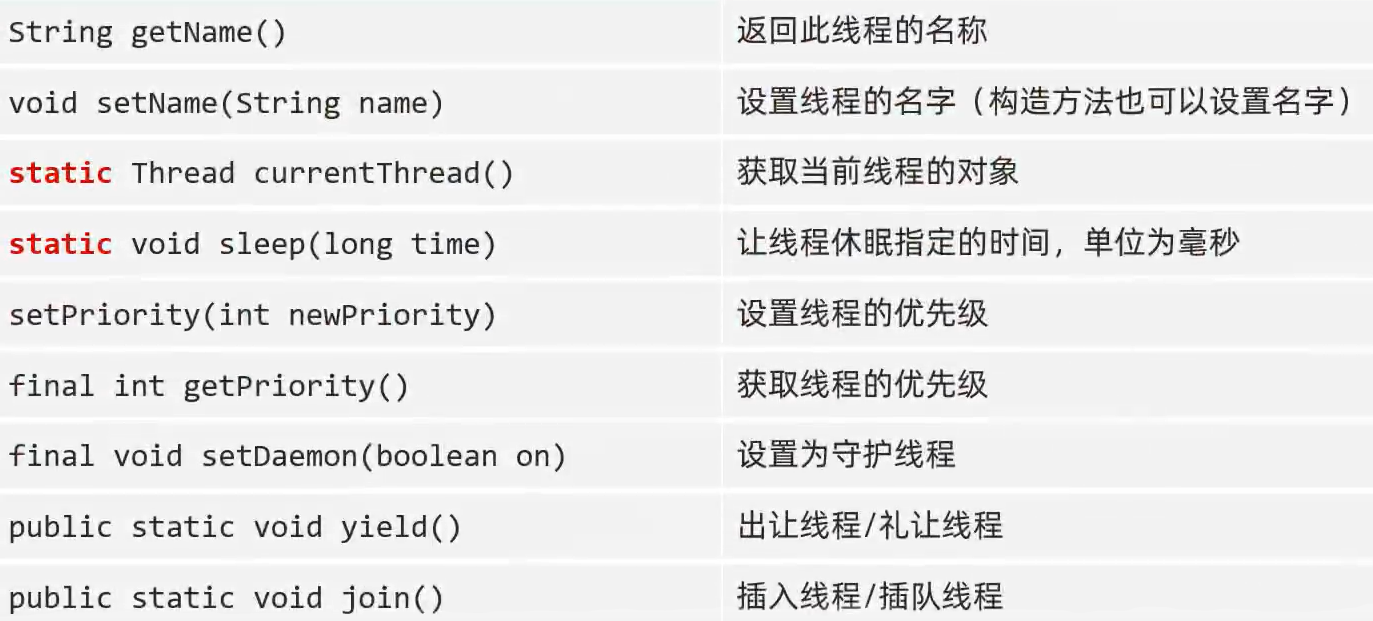 String getName()
返回此线程的名称
void setName(String name)
设置线程的名字（构造方法也可以设置名字）
static Thread currentThread()
获取当前线程的对象
static void sleep(long time)
让线程休眠指定的时间，单位为毫秒
setPriority(int newPriority)
设置线程的优先级
final int getPriority()
获取线程的优先级
final void setDaemon(boolean on)
设置为守护线程
public static void yield()
出让线程/礼让线程
public static void join()
插入线程/插队线程